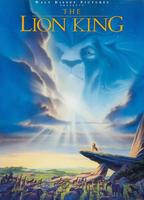 WALT DISNEY PICTURES
PRESENTS
THE
LION KING